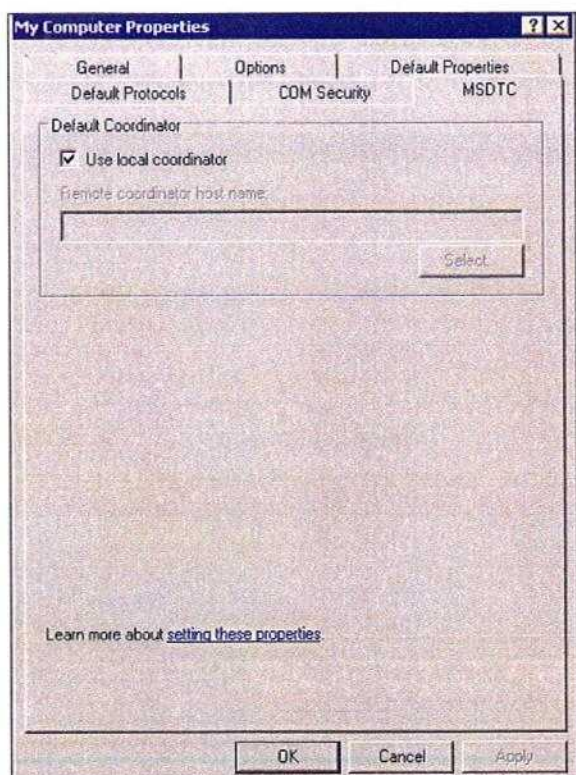 My Computer Properties
General Options Default Properties
Default Protocols COM Security MSDTC
Default Coordinator
Use local coordinator
Remote coordinator host name:
Select...
Learn more about setting these properties.
OK Cancel Apply